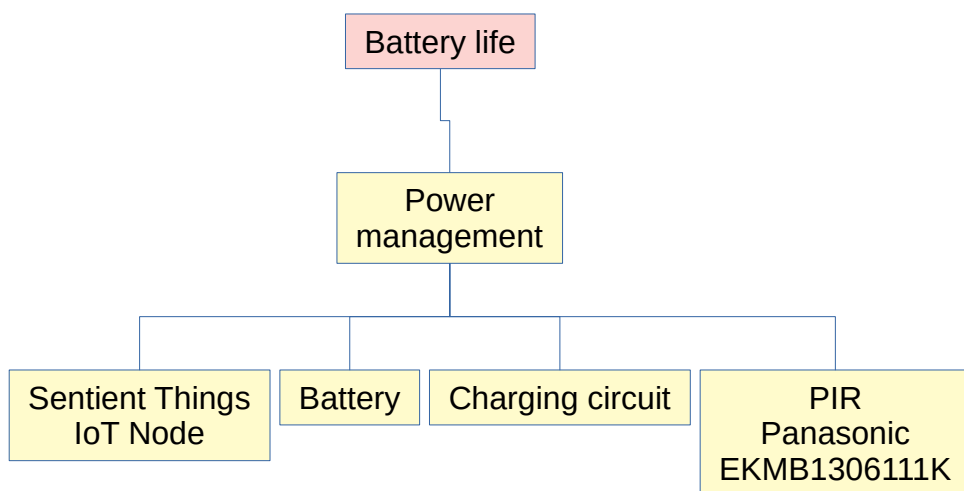 Battery life
Power
management
Sentient Things
IoT Node
Battery
Charging circuit
PIR
Panasonic
EKMB1306111K